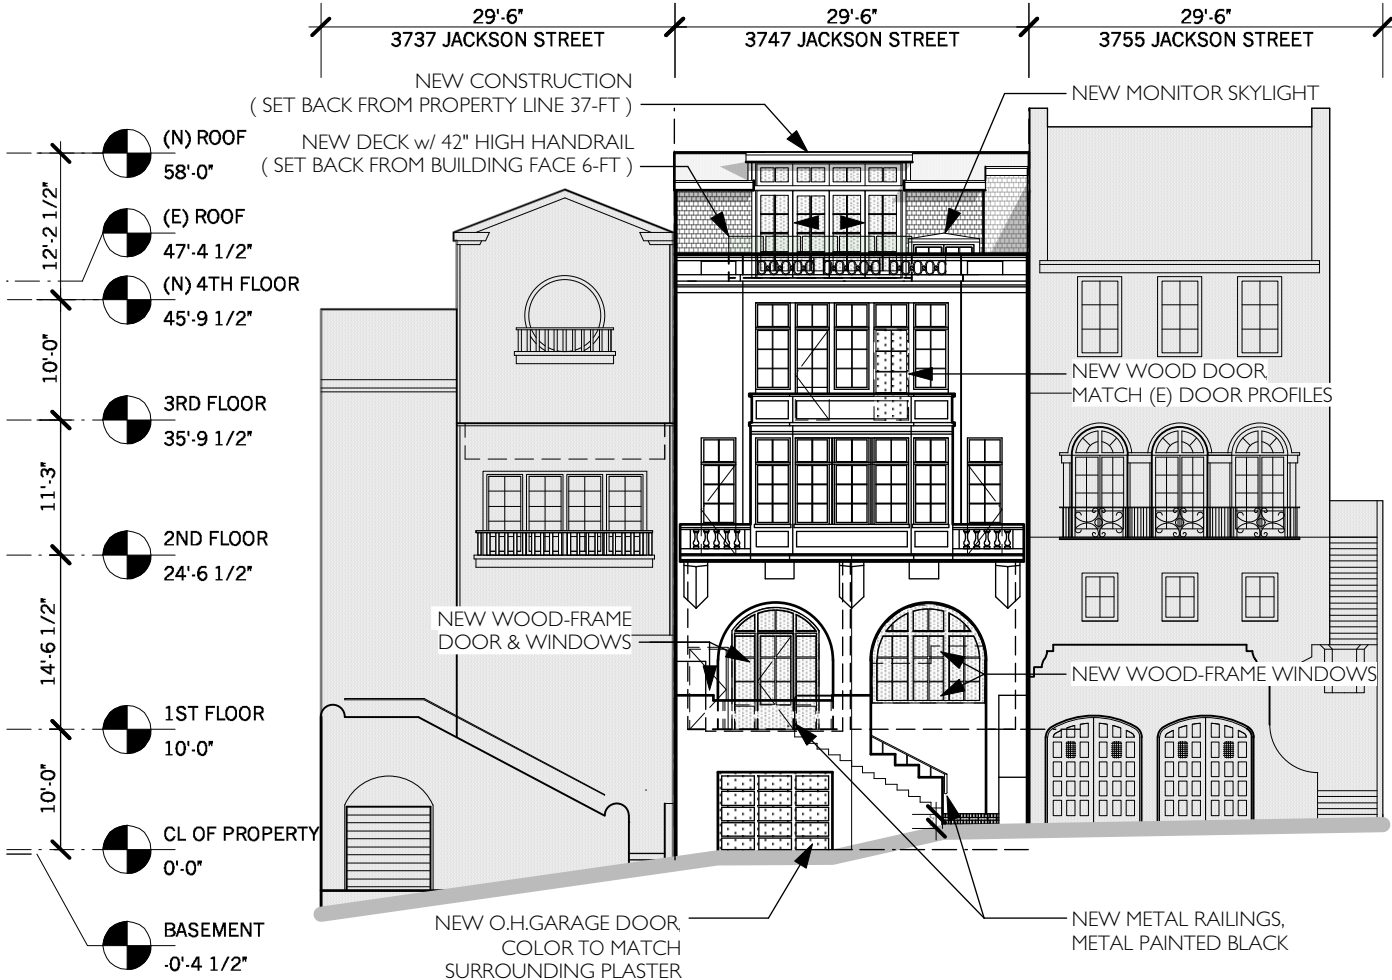 29'-6"
3737 JACKSON STREET
29'-6"
3747 JACKSON STREET
29'-6"
3755 JACKSON STREET
NEW CONSTRUCTION
( SET BACK FROM PROPERTY LINE 37-FT )
NEW DECK w/ 42" HIGH HANDRAIL
( SET BACK FROM BUILDING FACE 6-FT )
NEW MONITOR SKYLIGHT
(N) ROOF
58'-0"
12'-2 1/2"
(E) ROOF
47'-4 1/2"
(N) 4TH FLOOR
45'-9 1/2"
10'-0"
NEW WOOD DOOR,
MATCH (E) DOOR PROFILES
3RD FLOOR
35'-9 1/2"
11'-3"
2ND FLOOR
24'-6 1/2"
14'-6 1/2"
NEW WOOD-FRAME
DOOR & WINDOWS
NEW WOOD-FRAME WINDOWS
1ST FLOOR
10'-0"
10'-0"
CL OF PROPERTY
0'-0"
BASEMENT
-0'-4 1/2"
NEW O.H.GARAGE DOOR,
COLOR TO MATCH
SURROUNDING PLASTER
NEW METAL RAILINGS,
METAL PAINTED BLACK